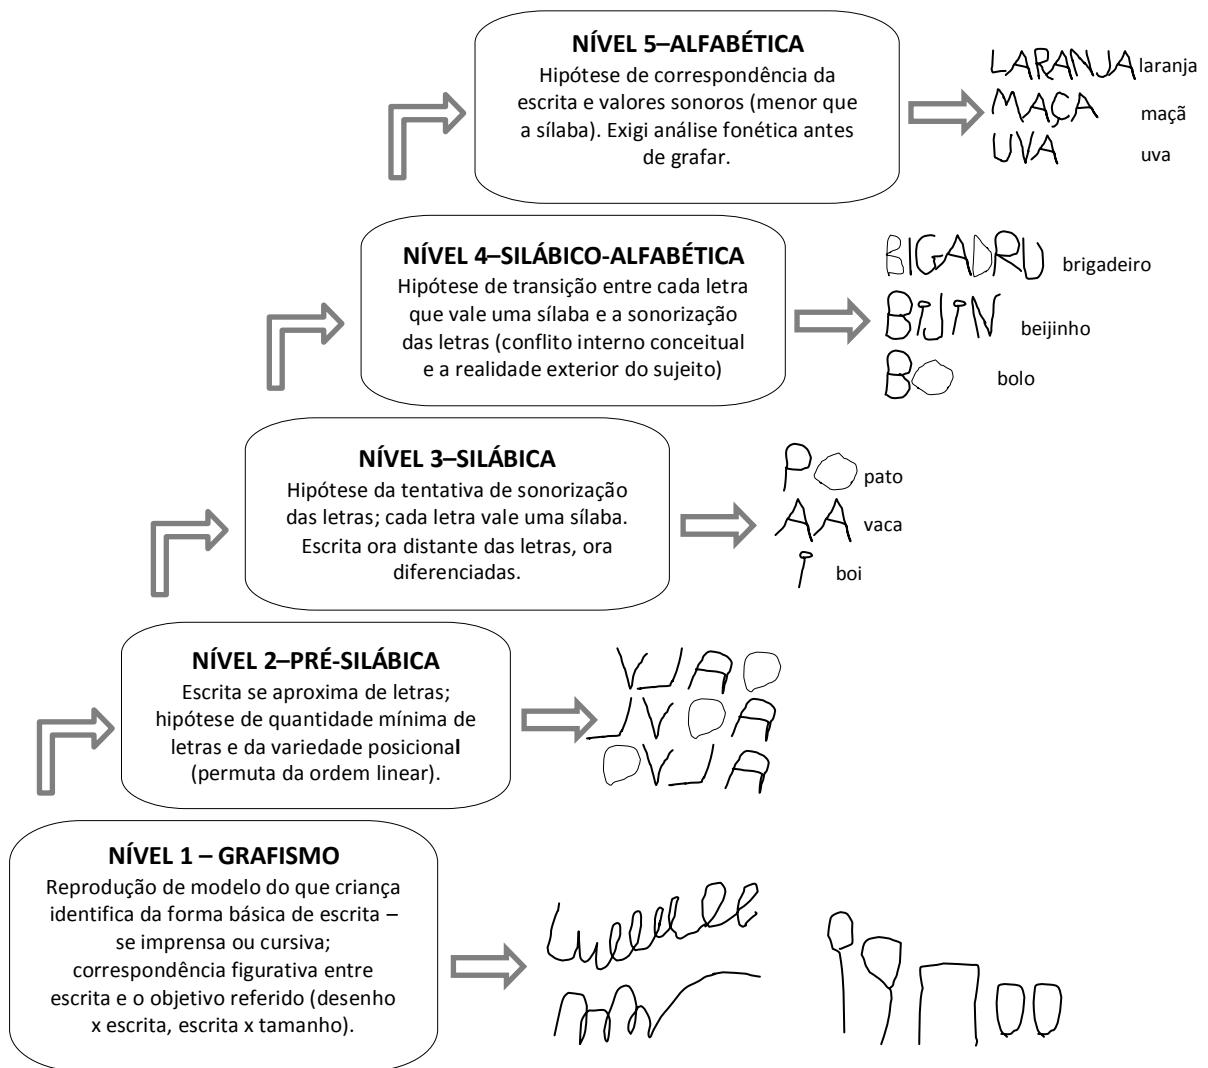 NÍVEL 5–ALFABÉTICA
Hipótese de correspondência da
escrita e valores sonoros (menor que
a sílaba). Exigi análise fonética antes
de grafar.
LARANJA laranja
MAÇA maçã
UVA uva
NÍVEL 4–SILÁBICO-ALFABÉTICA
Hipótese de transição entre cada letra
que vale uma sílaba e a sonorização
das letras (conflito interno conceitual
e a realidade exterior do sujeito)
BIGADRU brigadeiro
BiJiN beijinho
BO bolo
NÍVEL 3–SILÁBICA
Hipótese da tentativa de sonorização
das letras; cada letra vale uma sílaba.
Escrita ora distante das letras, ora
diferenciadas.
PO pato
AA vaca
i boi
NÍVEL 2–PRÉ-SILÁBICA
Escrita se aproxima de letras;
hipótese de quantidade mínima de
letras e da variedade posicional
(permuta da ordem linear).
VJAO
JVOA
OVJA
NÍVEL 1 – GRAFISMO
Reprodução de modelo do que criança
identifica da forma básica de escrita –
se imprensa ou cursiva;
correspondência figurativa entre
escrita e o objetivo referido (desenho
x escrita, escrita x tamanho).